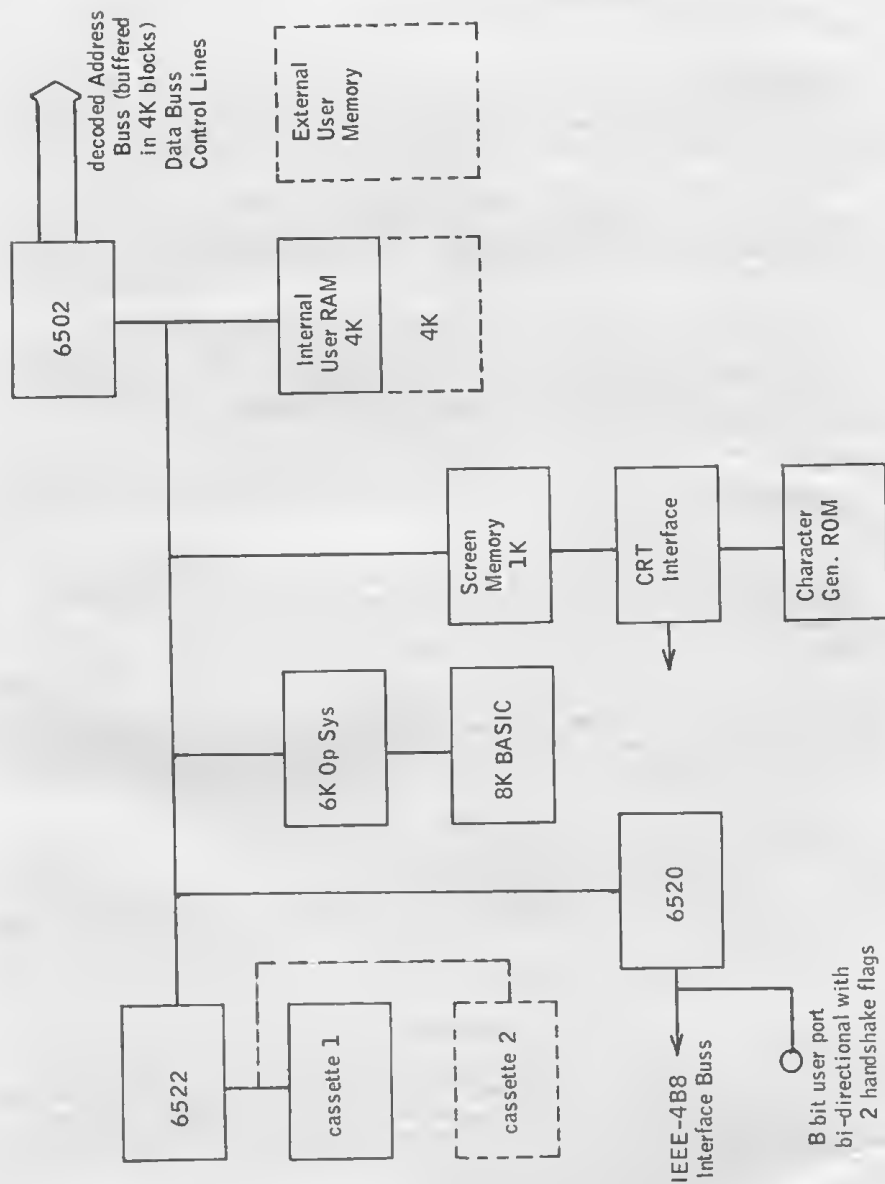 6502
decoded Address
Buss (buffered
in 4K blocks)
Data Buss
Control Lines
6522
cassette 1
6K Op Sys
Internal
User RAM
4K
External
User
Memory
4K
cassette 2
8K BASIC
Screen
Memory
1K
6520
CRT
Interface
IEEE-4B8
Interface Buss
B bit user port
bi-directional with
2 handshake flags
Character
Gen. ROM